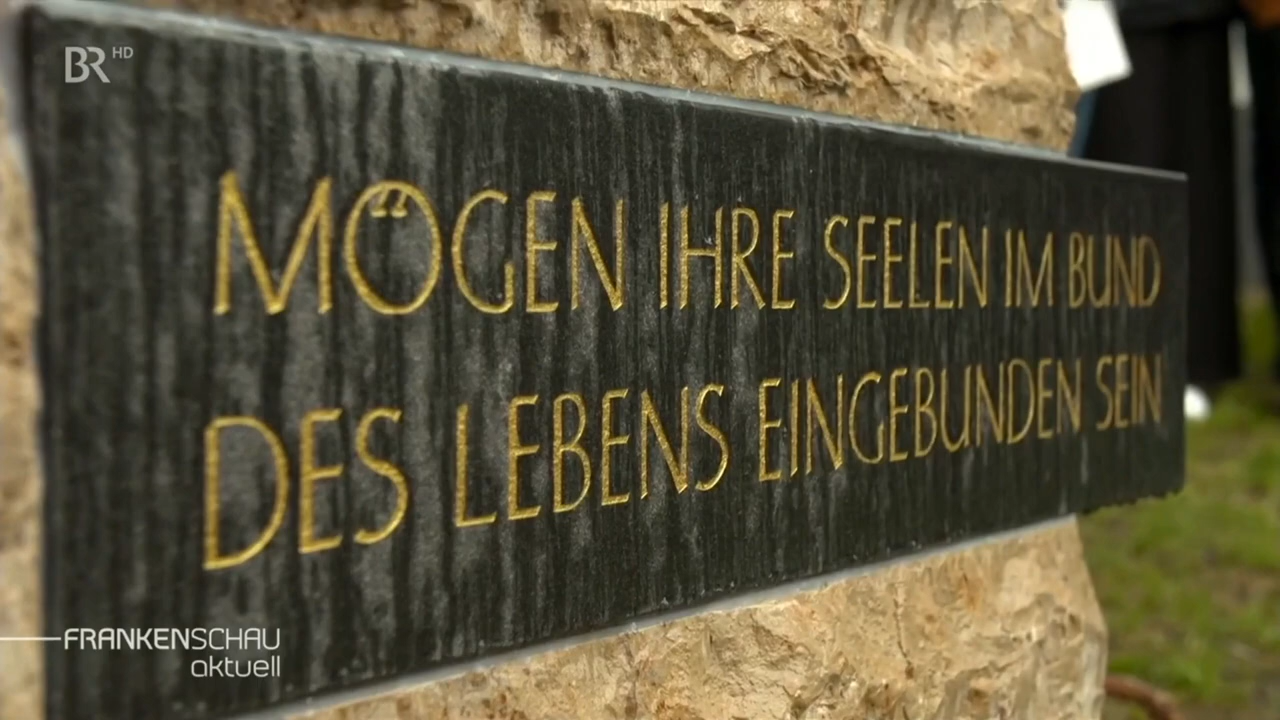 BR HD
MÖGEN IHRE SEELEN IM BUND
DES LEBENS EINGEBUNDEN SEIN
FRANKENSCHAU
aktuell